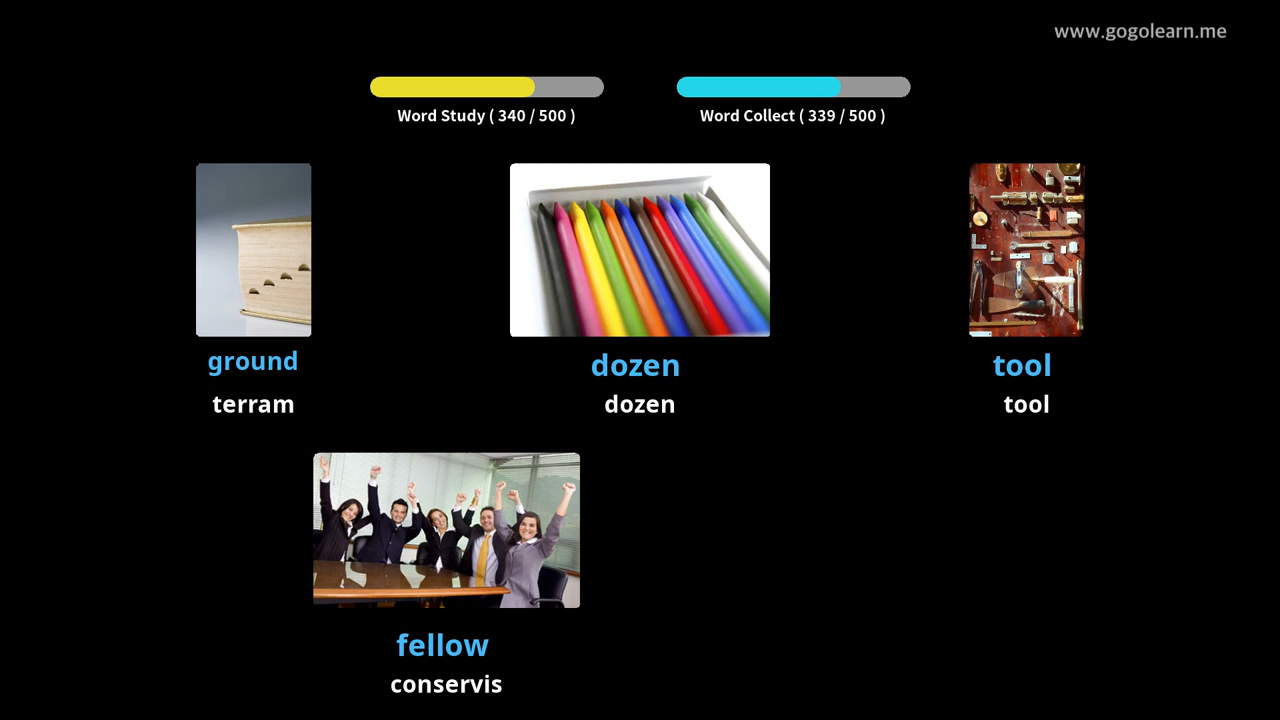 www.gogolearn.me
Word Study ( 340 / 500 )
Word Collect ( 339 / 500 )
ground
terram
dozen
dozen
tool
tool
fellow
conservis